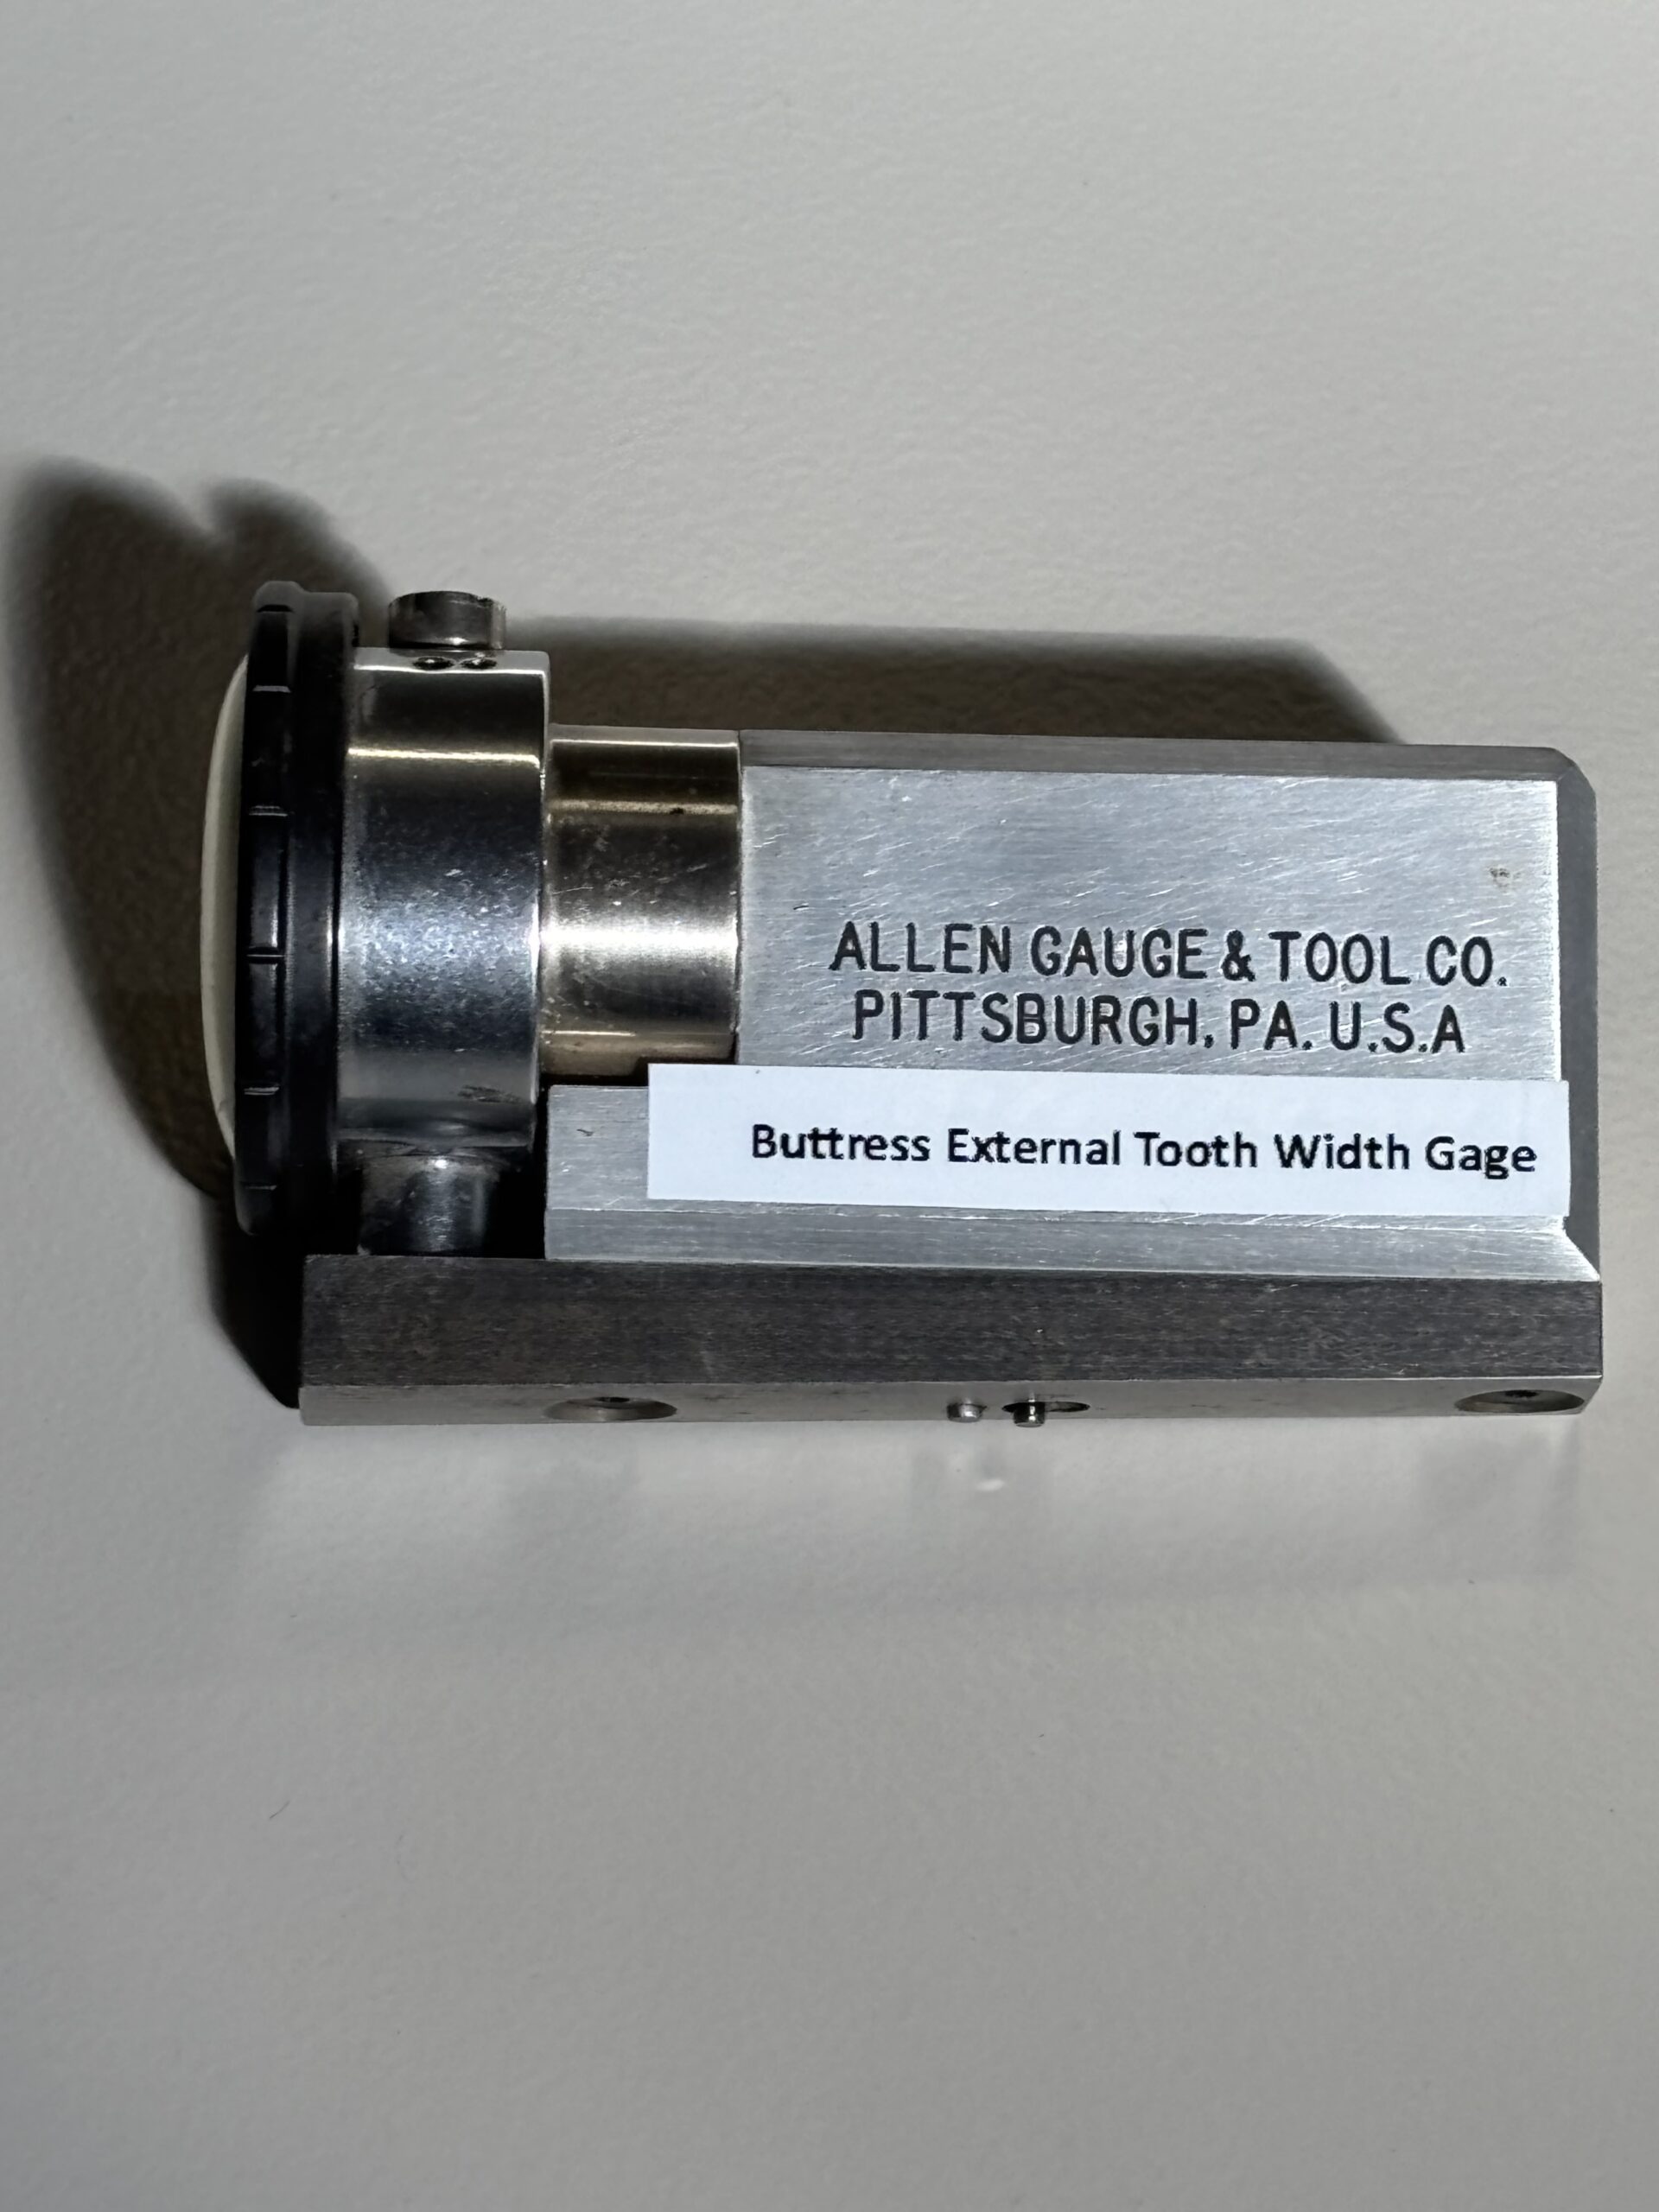 ALLEN GAUGE & TOOL CO.
PITTSBURGH, PA. U.S.A
Buttress External Tooth Width Gage